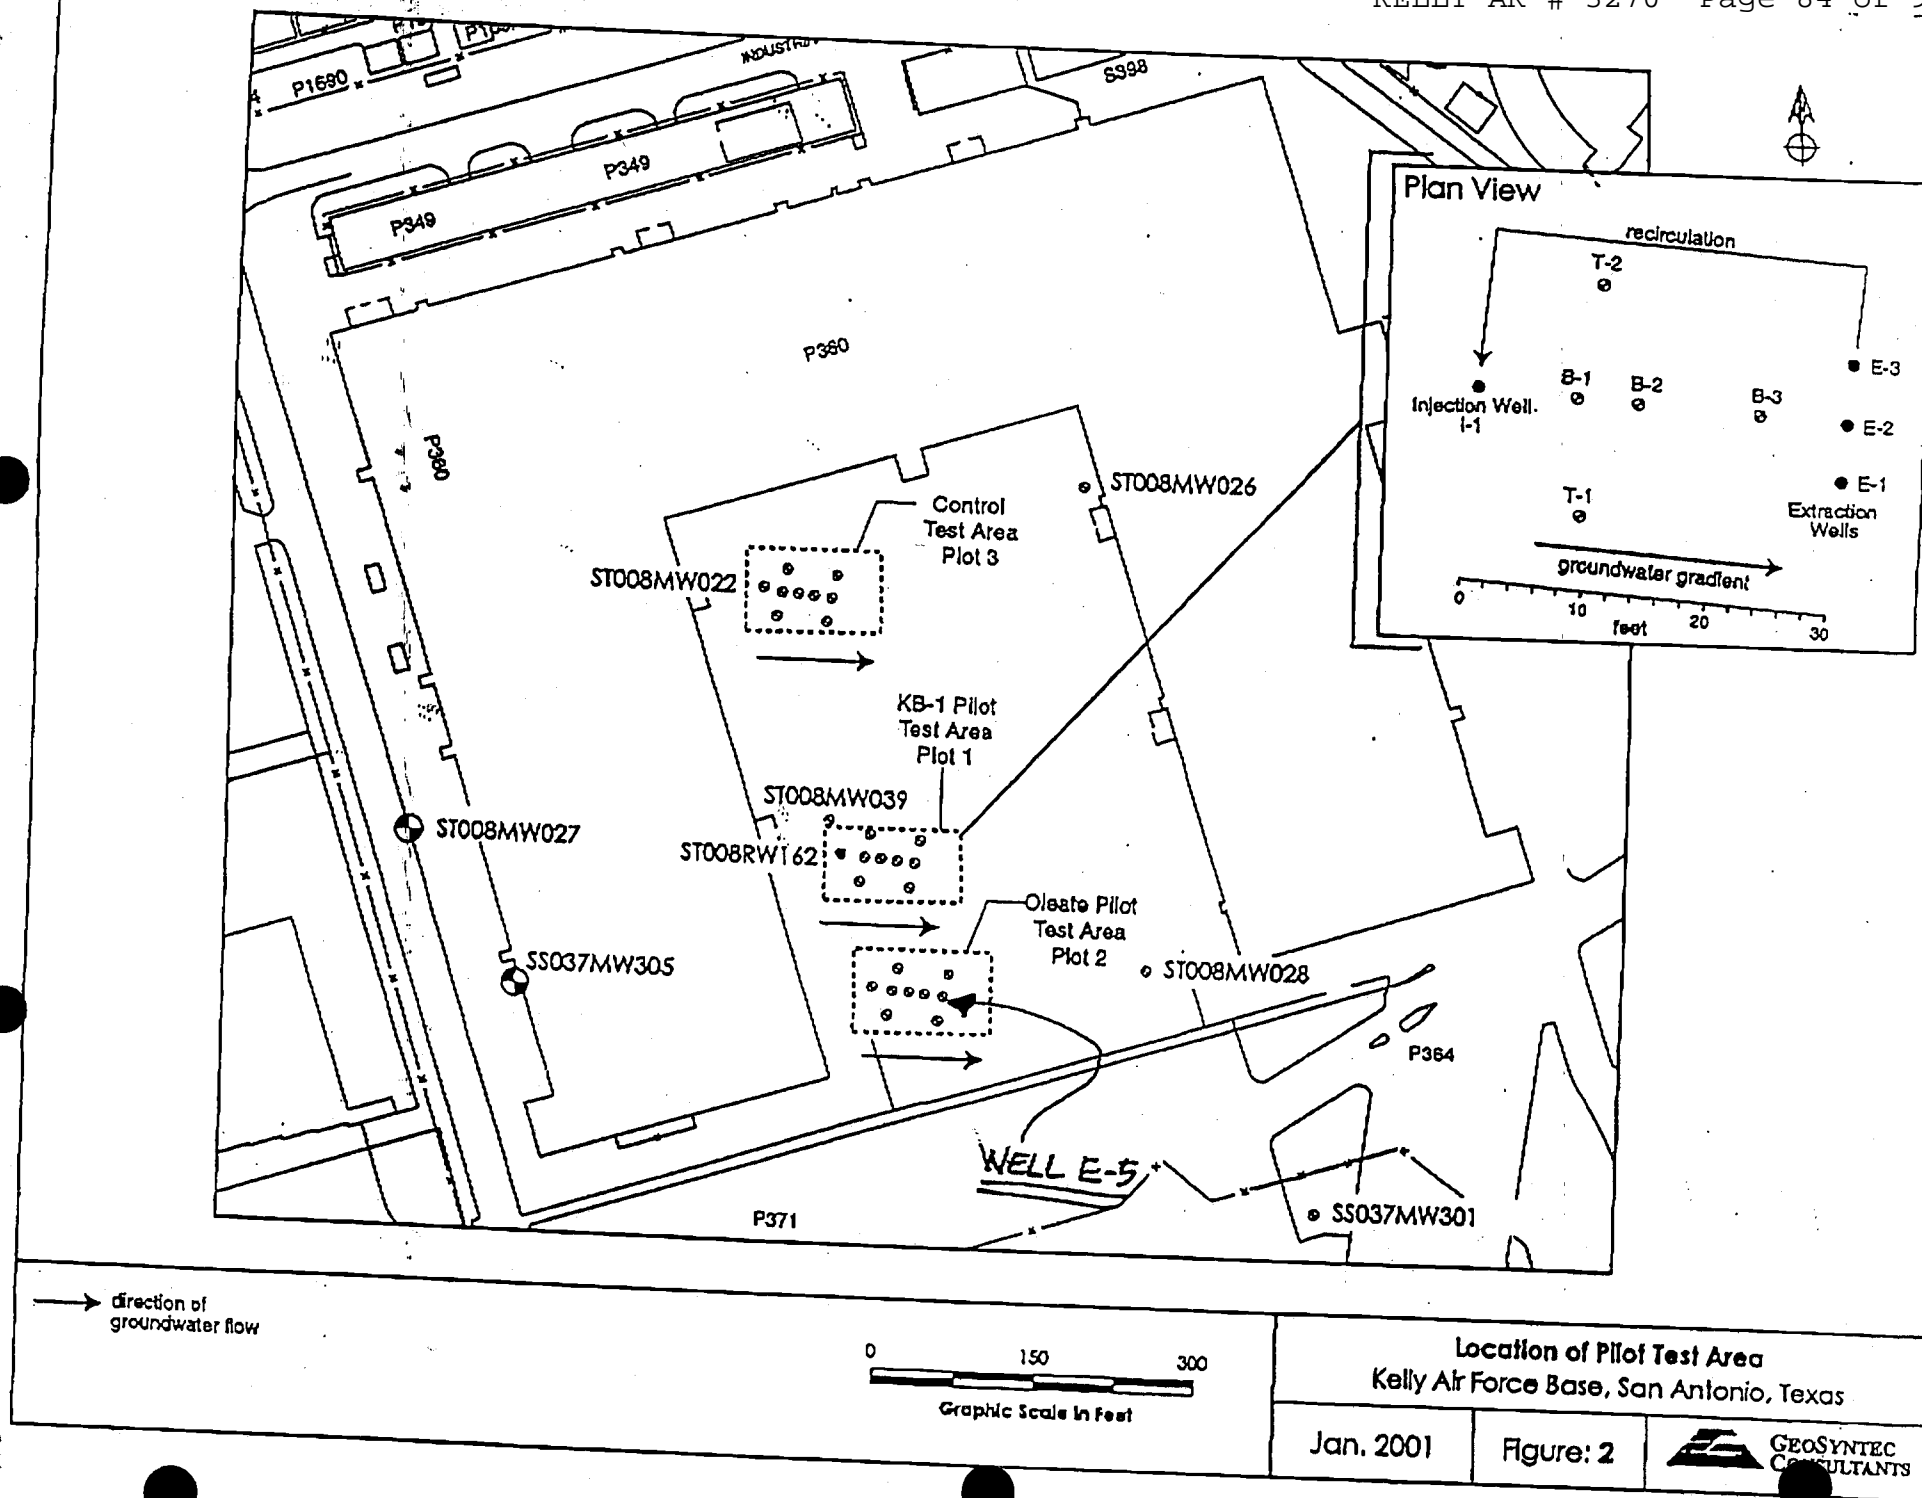 KELLY AR # 3270 Page 84 of
P1690
P349
P349
S398
P360
P360
Control
Test Area
Plot 3
ST008MW026
ST008MW022
KB-1 Pilot
Test Area
Plot 1
ST008MW039
ST008RW162
ST008MW027
Oleate Pilot
Test Area
Plot 2
SS037MW305
ST008MW028
P364
WELL E-5
SS037MW301
P371
Plan View
recirculation
T-2
E-3
B-1
B-2
B-3
Injection Well
I-1
E-2
E-1
T-1
Extraction
Wells
groundwater gradient
0
10
20
30
feet
direction of
groundwater flow
0 150 300
Graphic Scale in Feet
Location of Pilot Test Area
Kelly Air Force Base, San Antonio, Texas
Jan. 2001
Figure: 2
GEOSYNTEC
CONSULTANTS